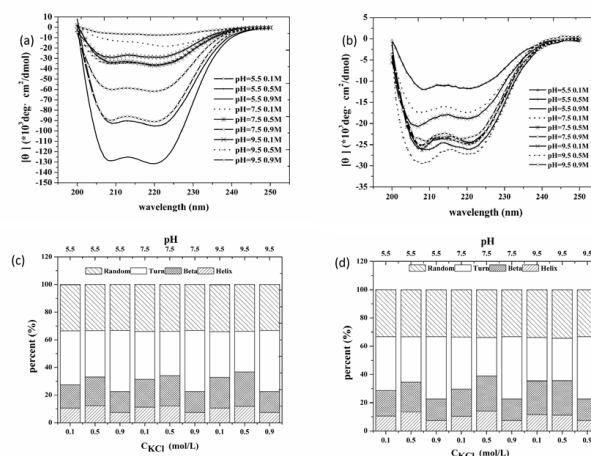 (a)
10
0
-10
-20
-30
-40
-50
-60
-70
-80
-90
-100
-110
-120
-130
-140
-150
[θ] (*10³deg· cm²/dmol)
200 210 220 230 240 250
wavelength (nm)
pH=5.5 0.1M
pH=5.5 0.5M
pH=5.5 0.9M
pH=7.5 0.1M
pH=7.5 0.5M
pH=7.5 0.9M
pH=9.5 0.1M
pH=9.5 0.5M
pH=9.5 0.9M
(b)
0
-5
-10
-15
-20
-25
-30
-35
[θ] (*10³deg· cm²/dmol)
200 210 220 230 240 250
wavelength (nm)
pH=5.5 0.1M
pH=5.5 0.5M
pH=5.5 0.9M
pH=7.5 0.1M
pH=7.5 0.5M
pH=7.5 0.9M
pH=9.5 0.1M
pH=9.5 0.5M
pH=9.5 0.9M
(c)
pH
5.5 5.5 5.5 7.5 7.5 7.5 9.5 9.5 9.5
Random Turn Beta Helix
120
100
80
60
40
20
0
percent (%)
0.1 0.5 0.9 0.1 0.5 0.9 0.1 0.5 0.9
CKCl (mol/L)
(d)
pH
5.5 5.5 5.5 7.5 7.5 7.5 9.5 9.5 9.5
Random Turn Beta Helix
120
100
80
60
40
20
0
percent (%)
0.1 0.5 0.9 0.1 0.5 0.9 0.1 0.5 0.9
CKCl (mol/L)